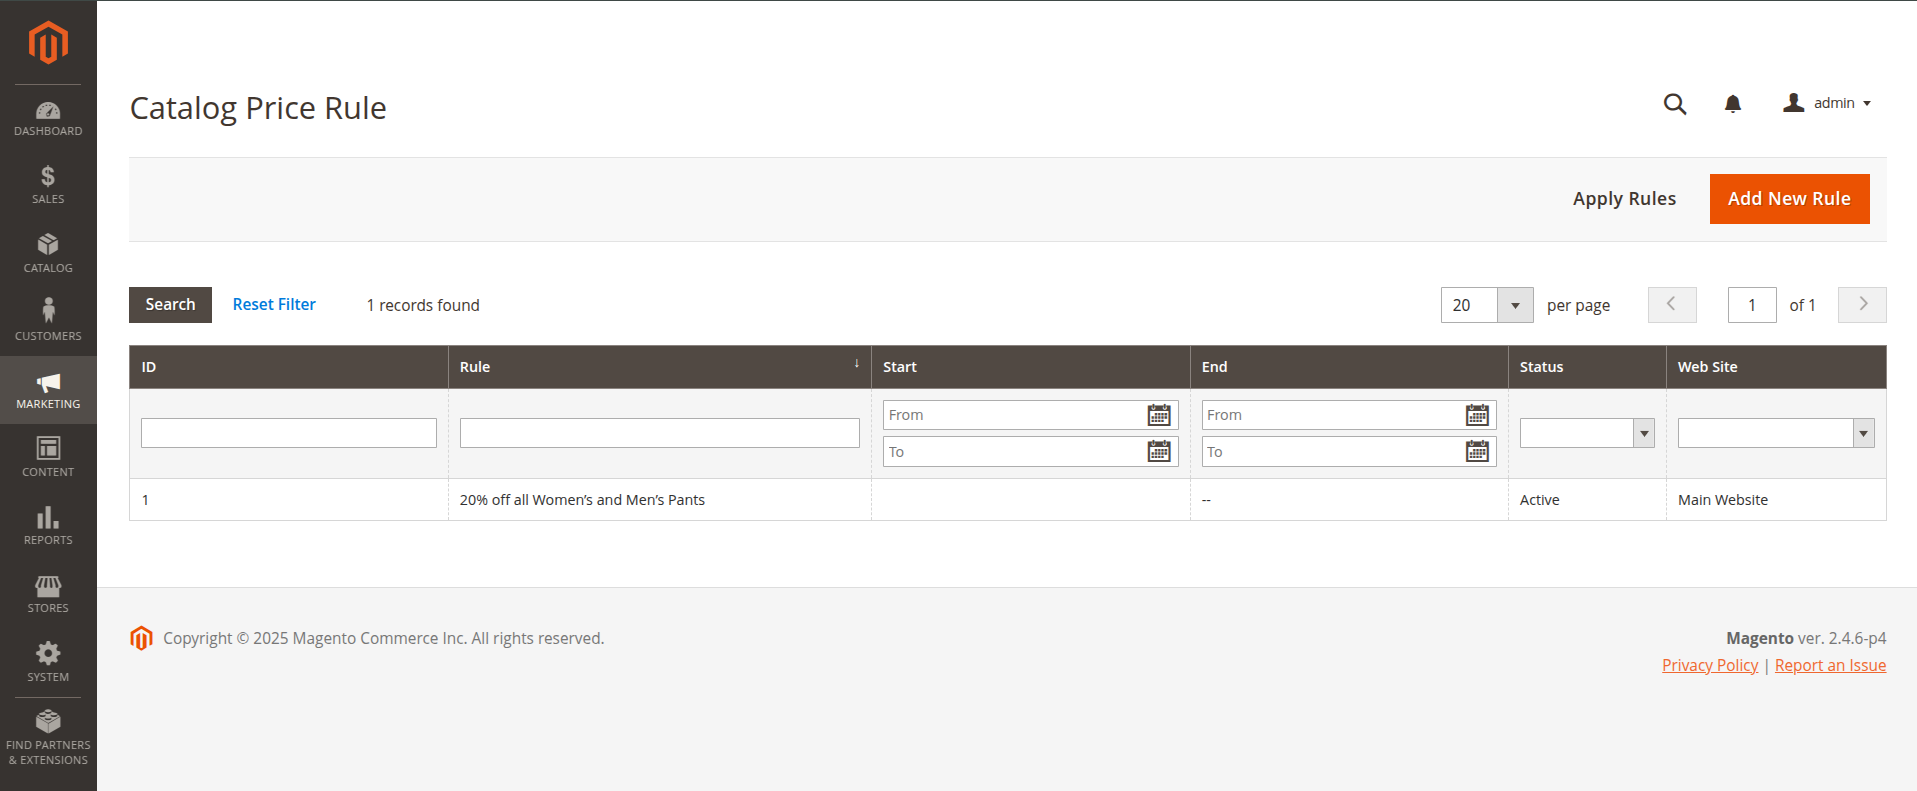 Catalog Price Rule
admin
DASHBOARD
SALES
CATALOG
CUSTOMERS
MARKETING
CONTENT
REPORTS
STORES
SYSTEM
FIND PARTNERS
& EXTENSIONS
Apply Rules Add New Rule
Search Reset Filter 1 records found 20 per page 1 of 1
ID Rule ↓ Start End Status Web Site
From From
To To
1 20% off all Women’s and Men’s Pants -- Active Main Website
Copyright © 2025 Magento Commerce Inc. All rights reserved.
Magento ver. 2.4.6-p4
Privacy Policy | Report an Issue